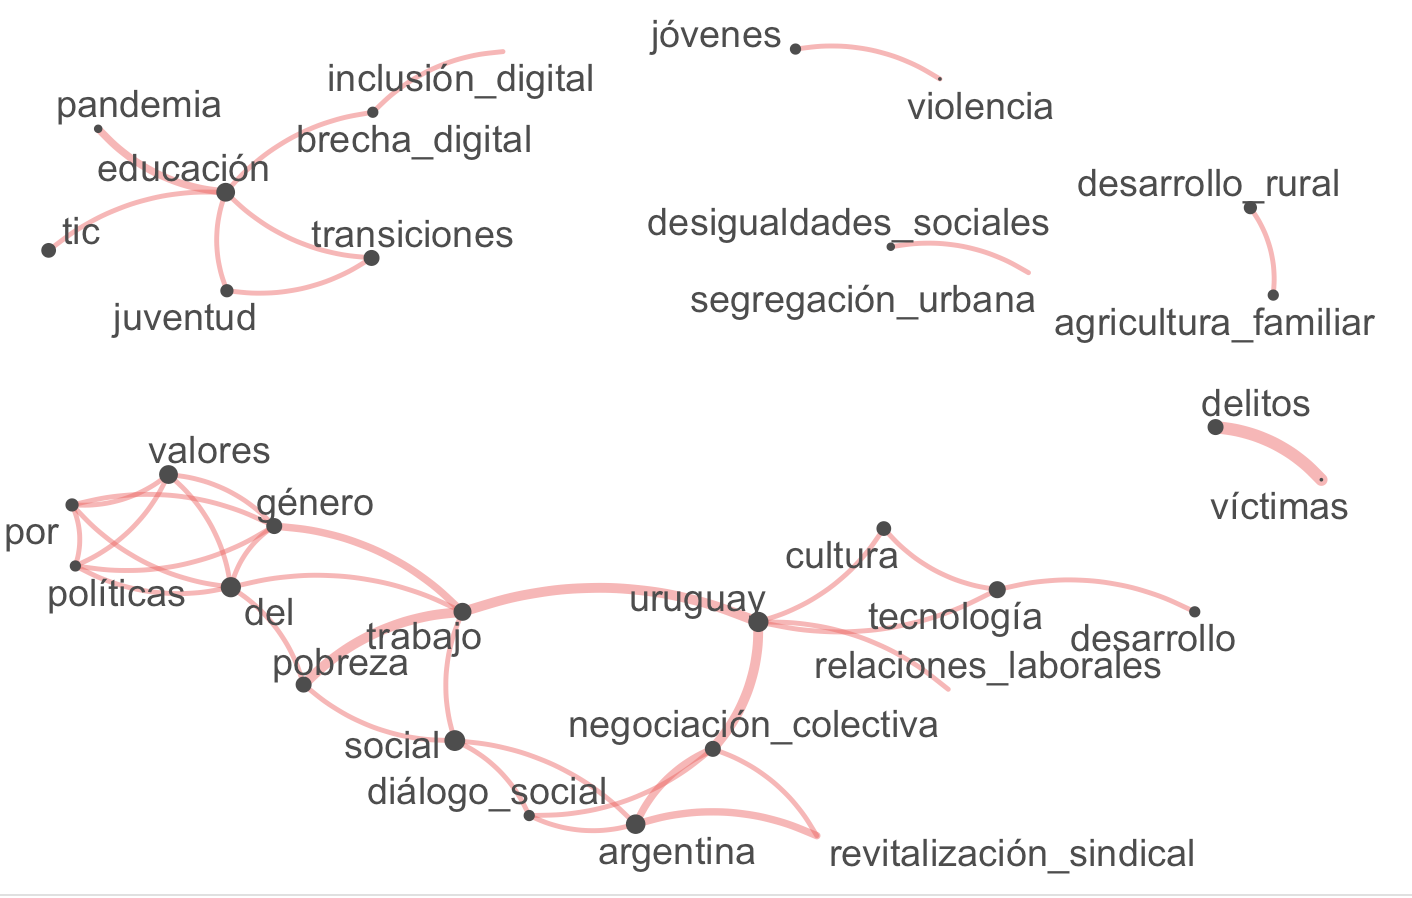 jóvenes
inclusión_digital
pandemia
violencia
brecha_digital
educación
desarrollo_rural
tic
transiciones
desigualdades_sociales
juventud
segregación_urbana
agricultura_familiar
delitos
valores
género
víctimas
por
cultura
políticas
del
uruguay
tecnología
trabajo
desarrollo
pobreza
relaciones_laborales
negociación_colectiva
social
diálogo_social
argentina
revitalización_sindical